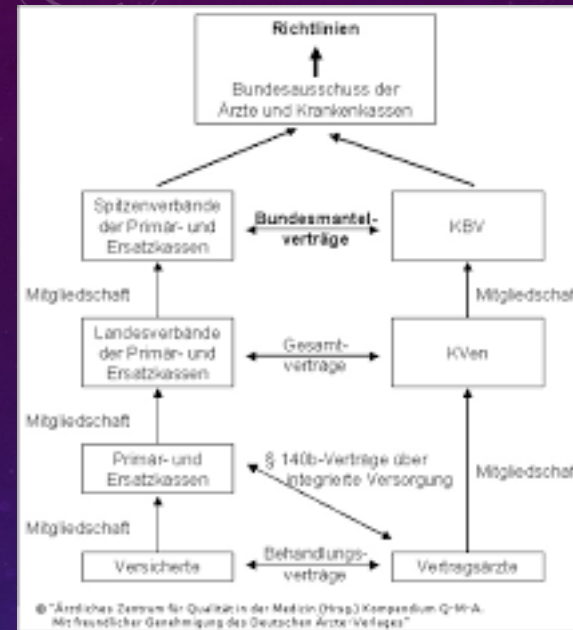 Richtlinien
Bundesausschuss der
Ärzte und Krankenkassen
Spitzenverbände
der Primär- und
Ersatzkassen
Bundesmantel-
verträge
KBV
Mitgliedschaft
Mitgliedschaft
Landesverbände
der Primär- und
Ersatzkassen
Gesamt-
verträge
KVen
Mitgliedschaft
Primär- und
Ersatzkassen
§ 140b-Verträge über
integrierte Versorgung
Mitgliedschaft
Mitgliedschaft
Versicherte
Behandlungs-
verträge
Vertragsärzte
© "Ärztliches Zentrum für Qualität in der Medizin (Hrsg.) Kompendium Q-M-A.
Mit freundlicher Genehmigung des Deutschen Ärzte-Verlages"